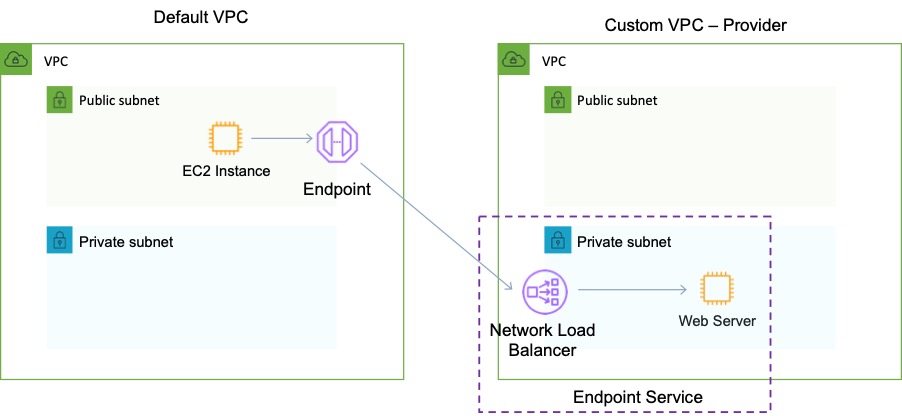 Default VPC
Custom VPC – Provider
VPC
Public subnet
EC2 Instance
Endpoint
Private subnet
VPC
Public subnet
Private subnet
Network Load
Balancer
Web Server
Endpoint Service